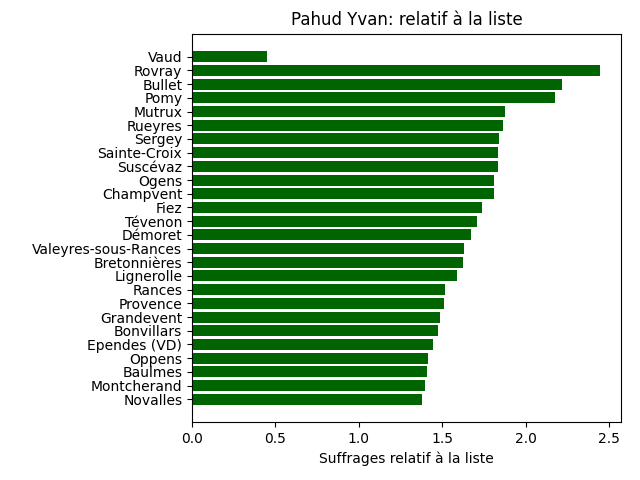 Pahud Yvan: relatif à la liste
Vaud
Rovray
Bullet
Pomy
Mutrux
Rueyres
Sergey
Sainte-Croix
Suscévaz
Ogens
Champvent
Fiez
Tévenon
Démoret
Valeyres-sous-Rances
Bretonnières
Lignerolle
Rances
Provence
Grandevent
Bonvillars
Ependes (VD)
Oppens
Baulmes
Montcherand
Novalles
0.0 0.5 1.0 1.5 2.0 2.5
Suffrages relatif à la liste